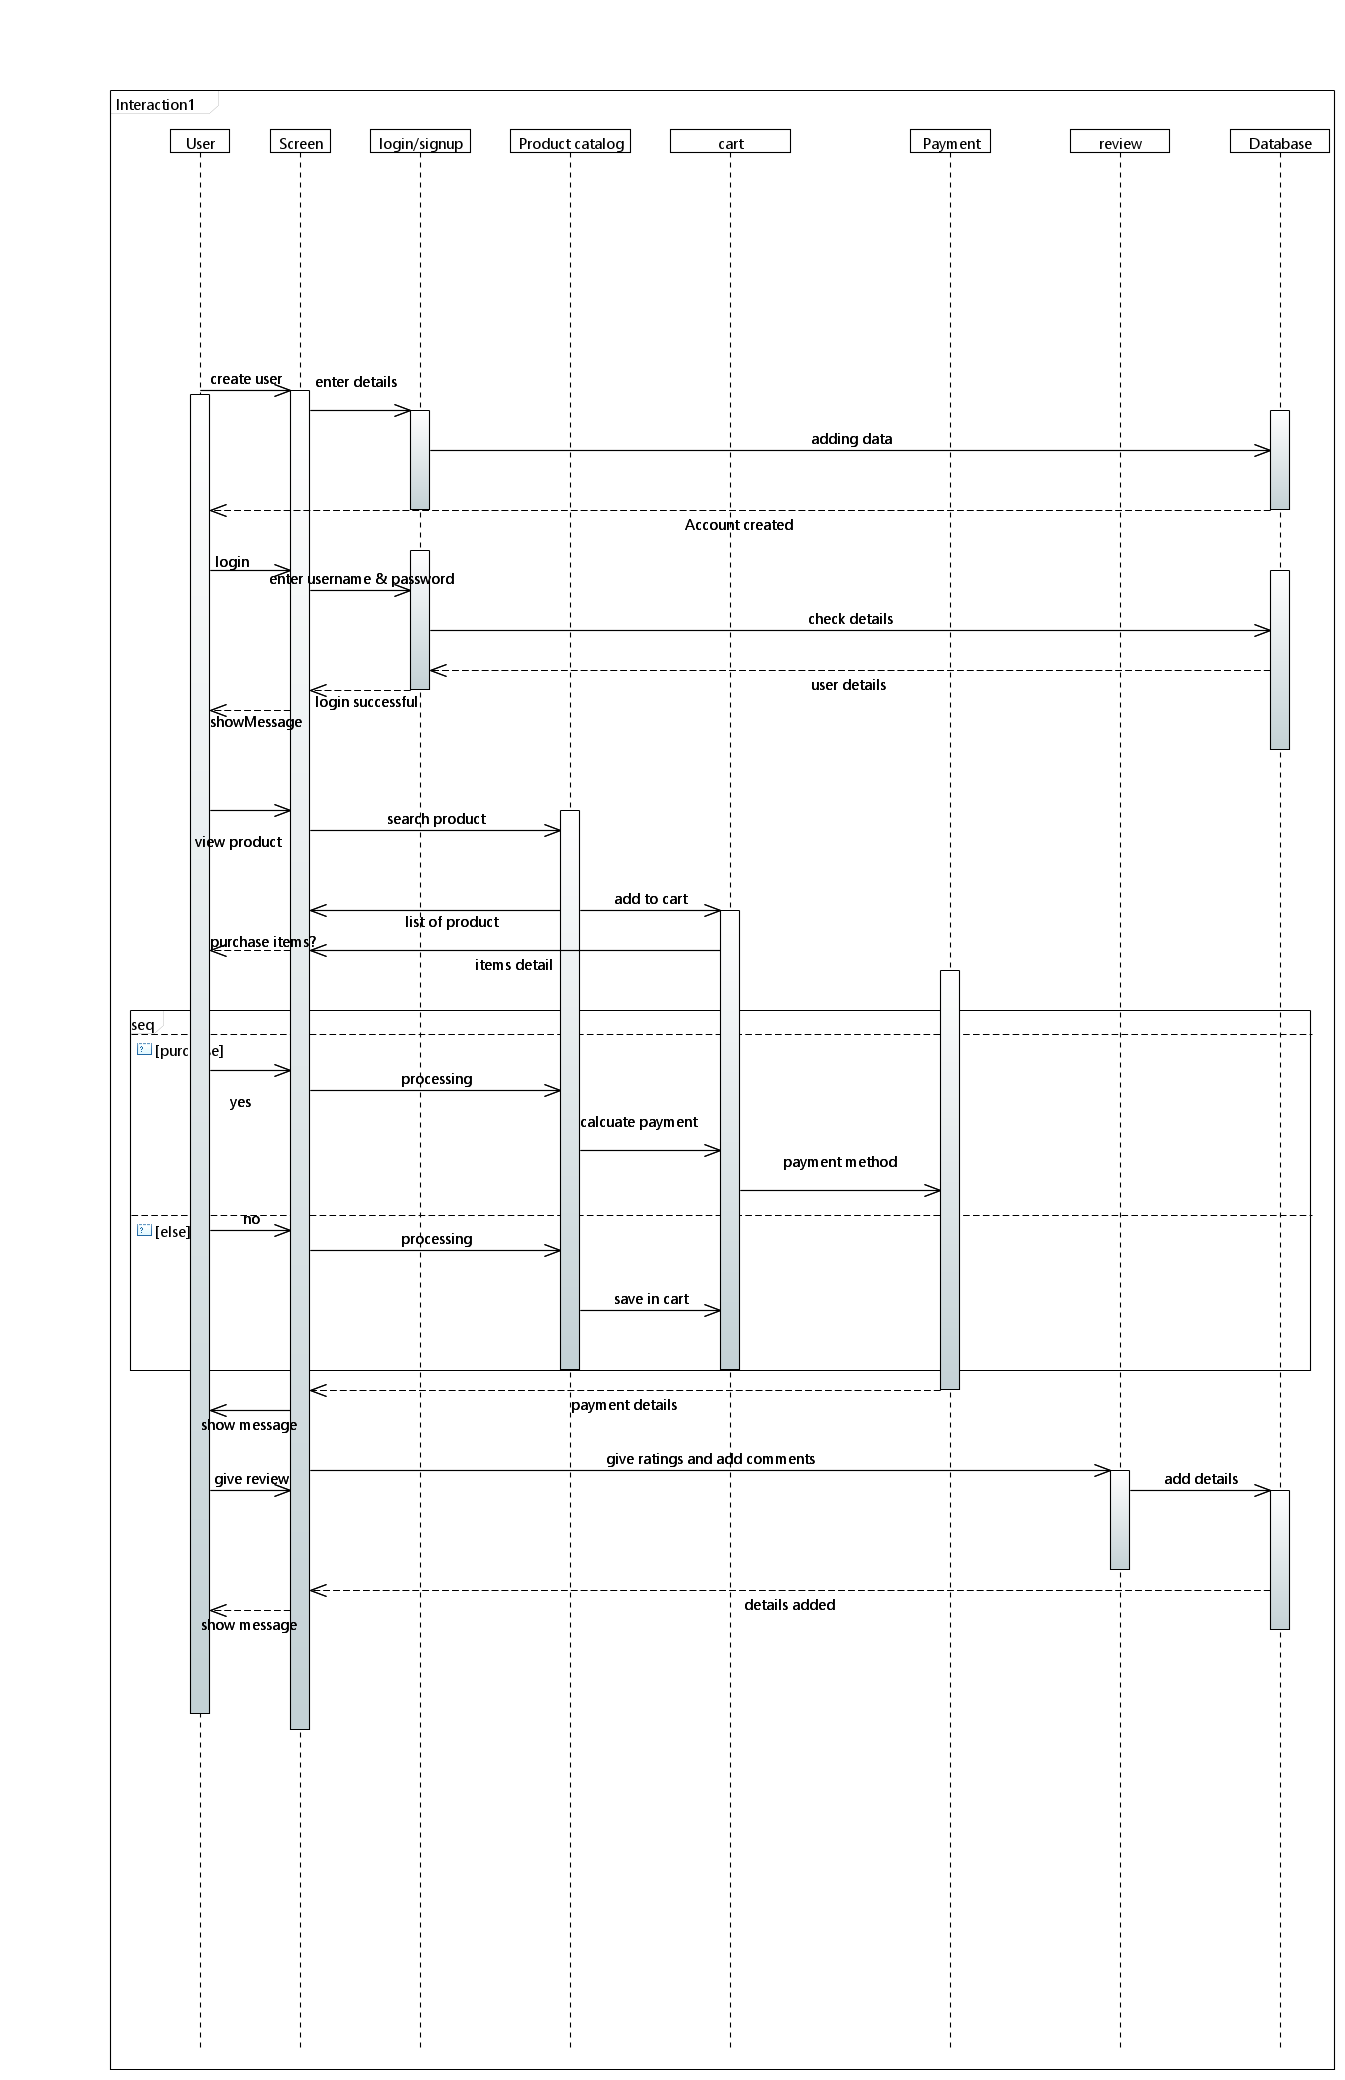 Interaction1
User
Screen
login/signup
Product catalog
cart
Payment
review
Database
create user
enter details
adding data
Account created
login
enter username & password
check details
user details
login successful
showMessage
search product
view product
add to cart
list of product
purchase items?
items detail
seq
processing
yes
calcuate payment
payment method
no
[else]
processing
save in cart
payment details
show message
give ratings and add comments
give review
add details
details added
show message